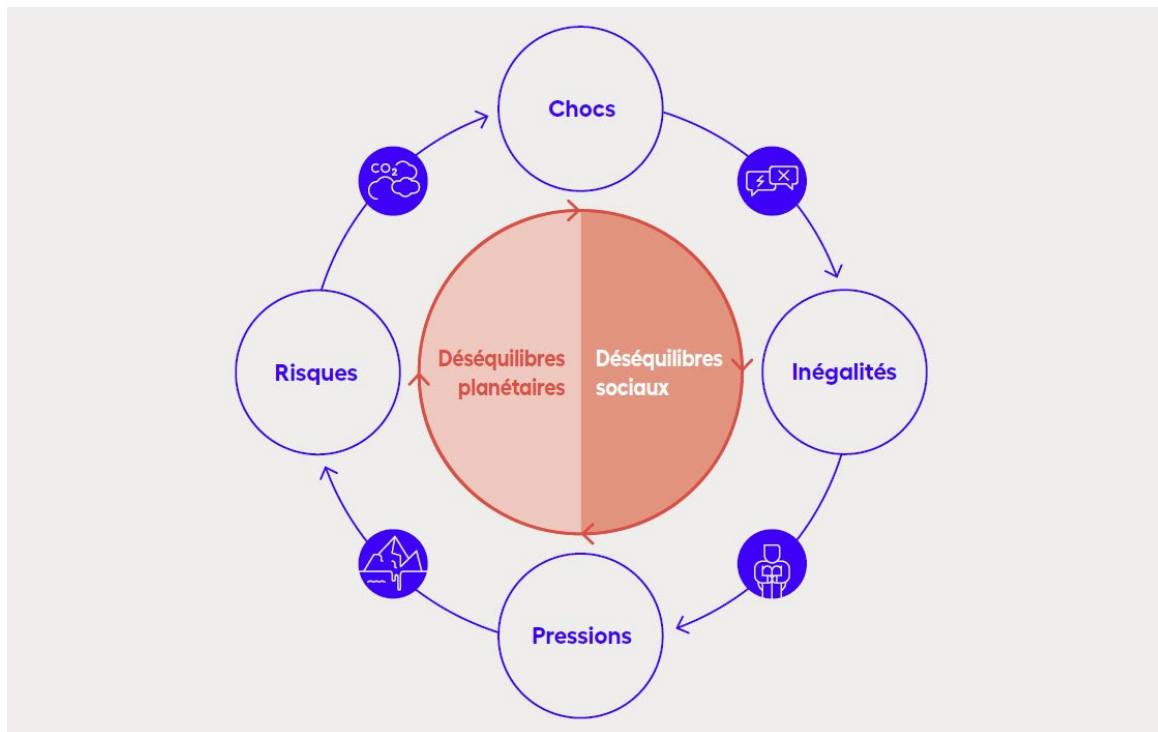 Chocs
CO2
Risques
Déséquilibres
planétaires
Déséquilibres
sociaux
Inégalités
Pressions